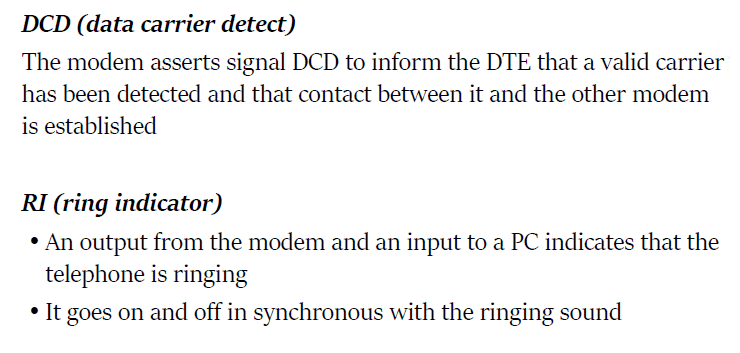 DCD (data carrier detect)
The modem asserts signal DCD to inform the DTE that a valid carrier
has been detected and that contact between it and the other modem
is established
RI (ring indicator)
• An output from the modem and an input to a PC indicates that the
telephone is ringing
• It goes on and off in synchronous with the ringing sound